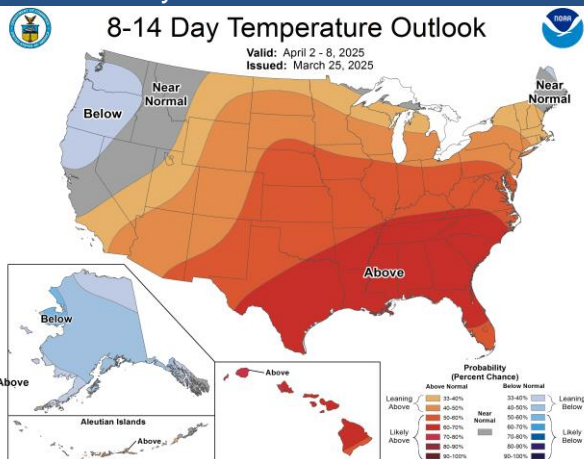 8-14 Day Temperature Outlook
Valid: April 2 - 8, 2025
Issued: March 25, 2025
NOAA
Near
Normal
Below
Near
Normal
Above
Below
Above
Aleutian Islands
Above
Above
Probability
(Percent Chance)
Above Normal Below Normal
Leaning
Above
33-40%
40-50%
Likely
Above
50-60%
60-70%
70-80%
80-90%
90-100%
Near
Normal
33-40%
40-50%
Leaning
Below
50-60%
60-70%
70-80%
80-90%
90-100%
Likely
Below